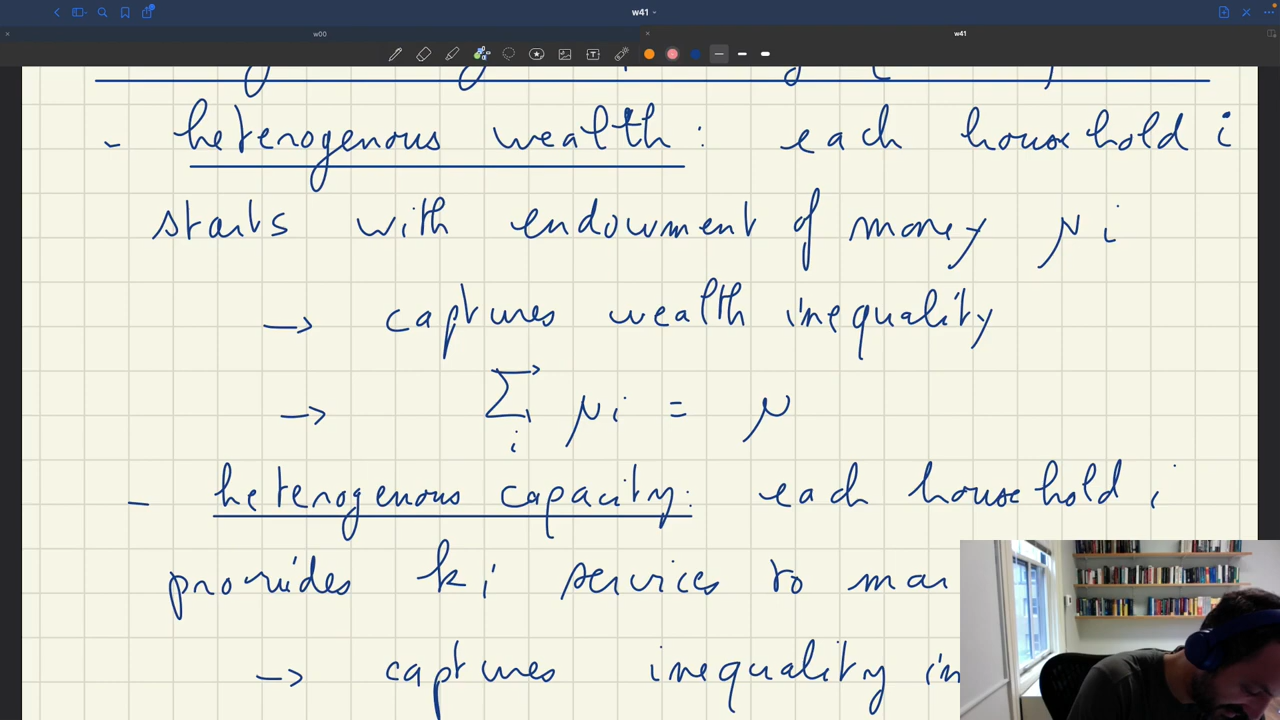 w41
w00
w41
- heterogenous wealth: each household i
starts with endowment of money μi
→ captures wealth inequality
→ ∑i μi = μ
- heterogenous capacity: each household i
provides ki services to mar
→ captures inequality in